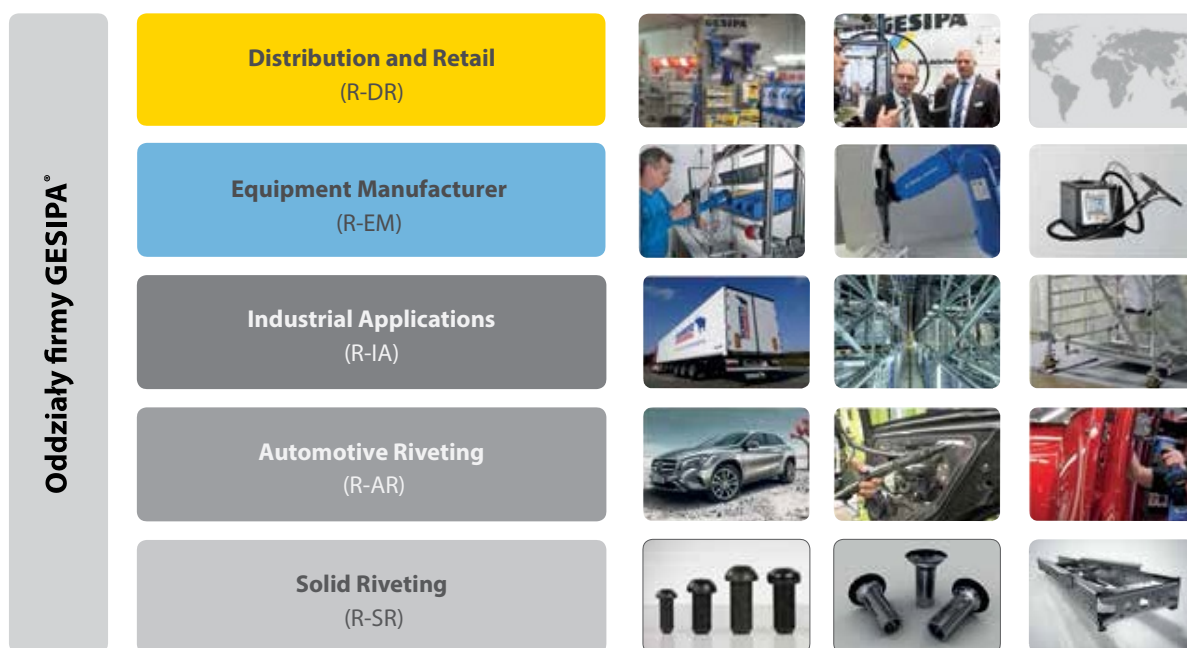 Oddziały firmy GESIPA®
Distribution and Retail
(R-DR)
GESIPA
GESIPA
Equipment Manufacturer
(R-EM)
Industrial Applications
(R-IA)
Automotive Riveting
(R-AR)
Solid Riveting
(R-SR)